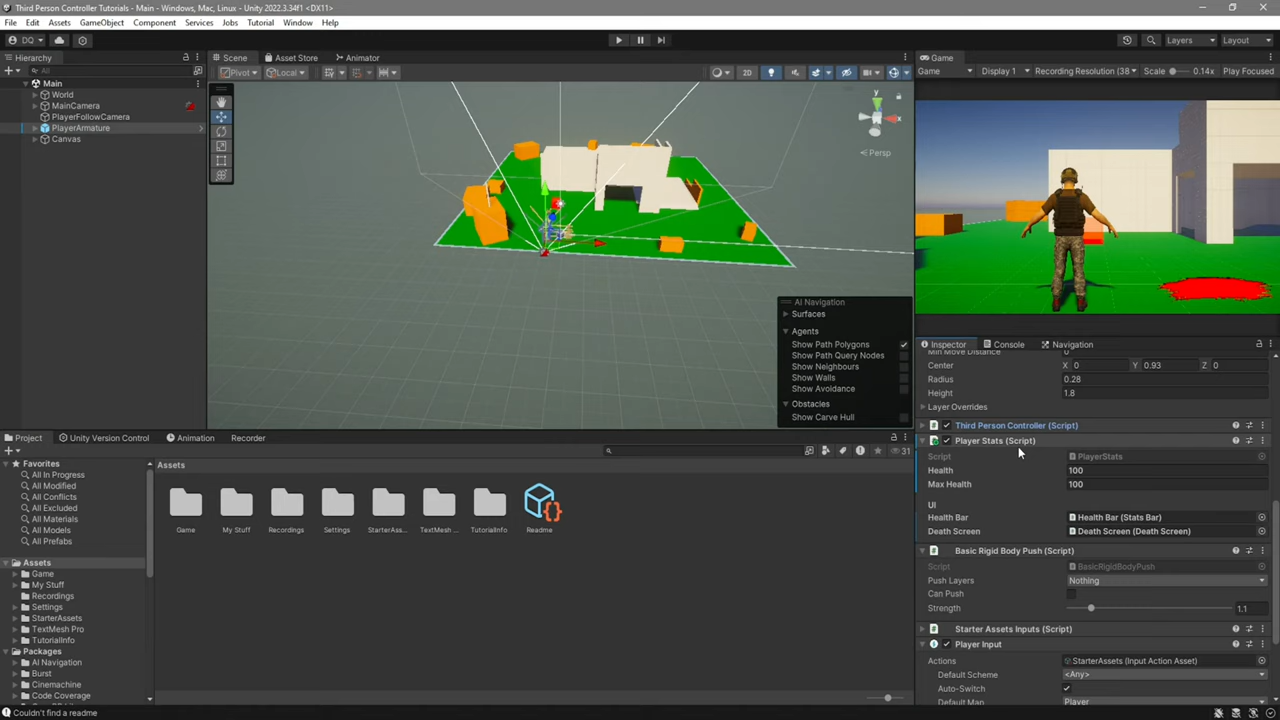 Third Person Controller Tutorials - Main - Windows, Mac, Linux - Unity 2022.3.34f1 <DX11>
File Edit Assets GameObject Component Services Jobs Tutorial Window Help
DQ
Layers Layout
Hierarchy
Scene Asset Store Animator
Game
All
Pivot Local 2D
Game Display 1 Recording Resolution (38 Scale 0.14x Play Focused
Main
World
MainCamera
PlayerFollowCamera
PlayerArmature
Canvas
y
x
Persp
AI Navigation
Surfaces
Agents
Show Path Polygons
Show Path Query Nodes
Show Neighbours
Show Walls
Show Avoidance
Obstacles
Show Carve Hull
Inspector Console Navigation
Min Move Distance 0
Center X 0 Y 0.93 Z 0
Radius 0.28
Height 1.8
Layer Overrides
Third Person Controller (Script)
Player Stats (Script)
Script PlayerStats
Health 100
Max Health 100
UI
Health Bar Health Bar (Stats Bar)
Death Screen Death Screen (Death Screen)
Basic Rigid Body Push (Script)
Script BasicRigidBodyPush
Push Layers Nothing
Can Push
Strength 1.1
Starter Assets Inputs (Script)
Player Input
Actions StarterAssets (Input Action Asset)
Default Scheme <Any>
Auto-Switch
Default Map Player
Project Unity Version Control Animation Recorder
31
Favorites
All In Progress
All Modified
All Conflicts
All Excluded
All Materials
All Models
All Prefabs
Assets
Game
My Stuff
Recordings
Settings
StarterAssets
TextMesh Pro
TutorialInfo
Packages
AI Navigation
Burst
Cinemachine
Code Coverage
Assets
Game My Stuff Recordings Settings StarterAss... TextMesh ... TutorialInfo Readme
Couldn't find a readme